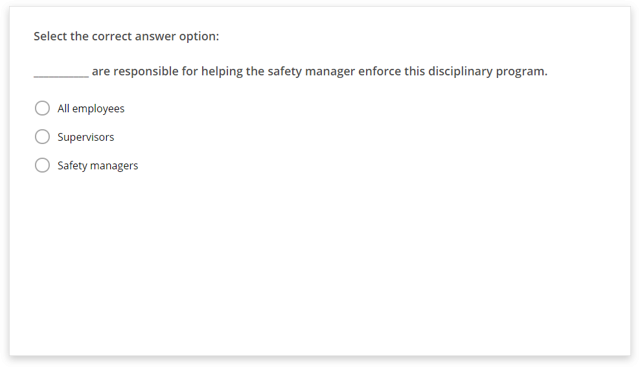 Select the correct answer option:
_________ are responsible for helping the safety manager enforce this disciplinary program.
All employees
Supervisors
Safety managers